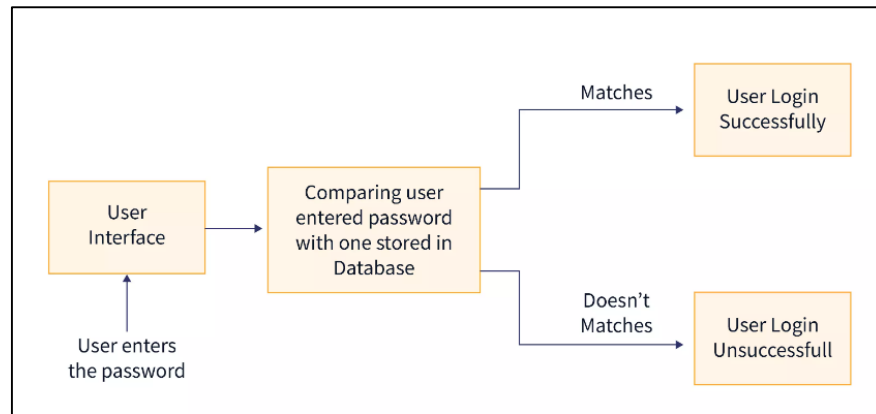 User enters
the password
User
Interface
Comparing user
entered password
with one stored in
Database
Matches
User Login
Successfully
Doesn't
Matches
User Login
Unsuccessfull